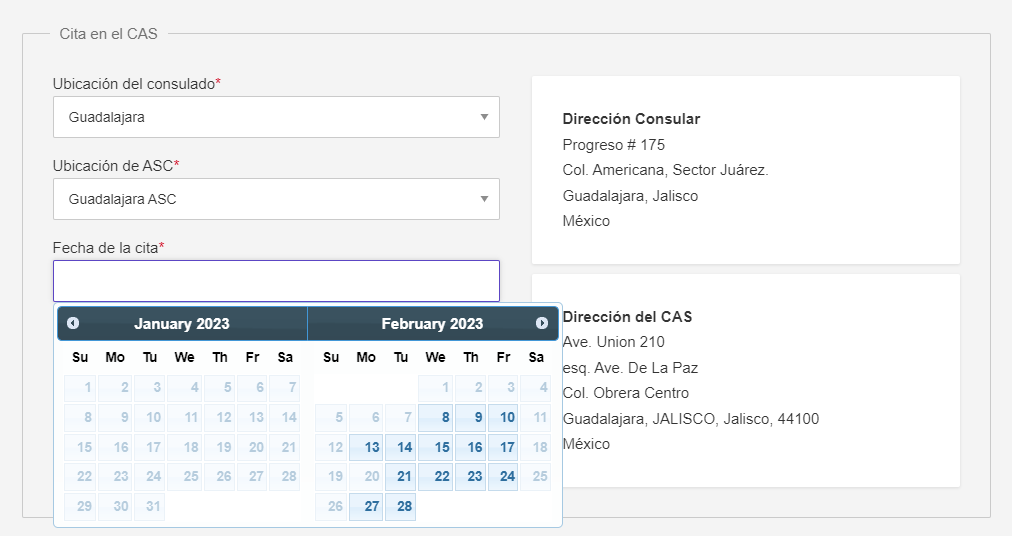 Cita en el CAS
Ubicación del consulado*
Guadalajara
Ubicación de ASC*
Guadalajara ASC
Fecha de la cita*
January 2023
Su Mo Tu We Th Fr Sa
1 2 3 4 5 6 7
8 9 10 11 12 13 14
15 16 17 18 19 20 21
22 23 24 25 26 27 28
29 30 31
February 2023
Su Mo Tu We Th Fr Sa
1 2 3 4
5 6 7 8 9 10 11
12 13 14 15 16 17 18
19 20 21 22 23 24 25
26 27 28
Dirección Consular
Progreso # 175
Col. Americana, Sector Juárez.
Guadalajara, Jalisco
México
Dirección del CAS
Ave. Union 210
esq. Ave. De La Paz
Col. Obrera Centro
Guadalajara, JALISCO, Jalisco, 44100
México